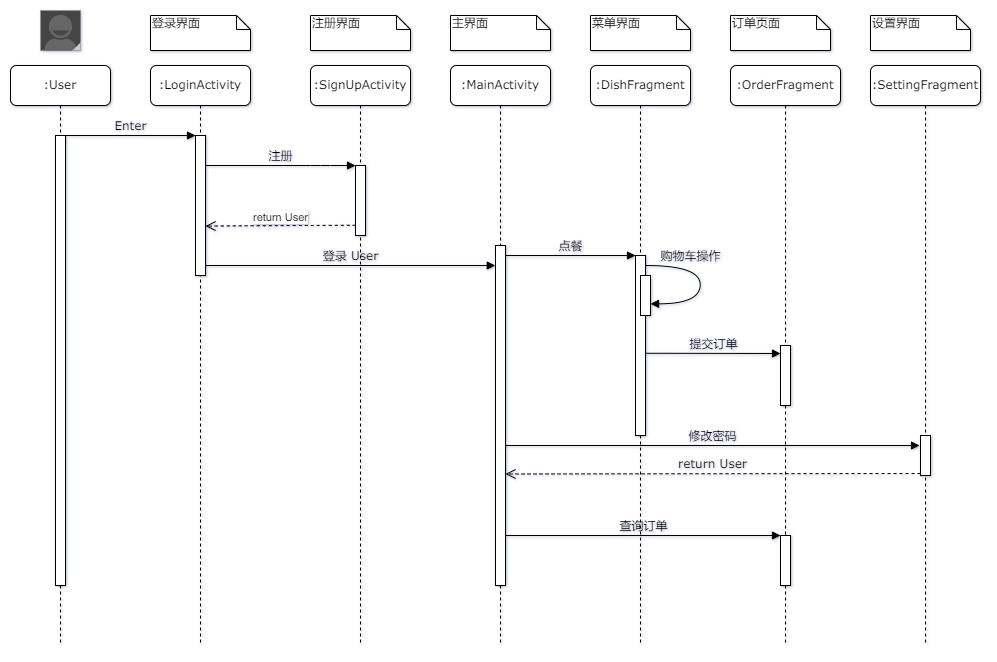 登录界面
注册界面
主界面
菜单界面
订单页面
设置界面
:User
:LoginActivity
:SignUpActivity
:MainActivity
:DishFragment
:OrderFragment
:SettingFragment
Enter
注册
return User
登录 User
点餐
购物车操作
提交订单
修改密码
return User
查询订单